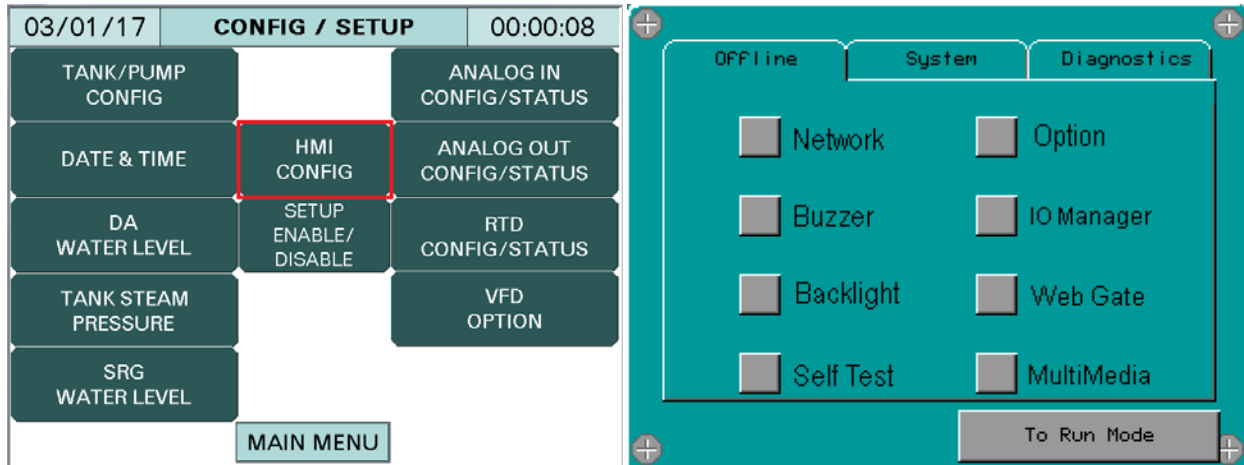 03/01/17 CONFIG / SETUP 00:00:08
TANK/PUMP
CONFIG
ANALOG IN
CONFIG/STATUS
DATE & TIME
HMI
CONFIG
ANALOG OUT
CONFIG/STATUS
DA
WATER LEVEL
SETUP
ENABLE/
DISABLE
RTD
CONFIG/STATUS
TANK STEAM
PRESSURE
VFD
OPTION
SRG
WATER LEVEL
MAIN MENU
Offline System Diagnostics
Network Option
Buzzer IO Manager
Backlight Web Gate
Self Test MultiMedia
To Run Mode